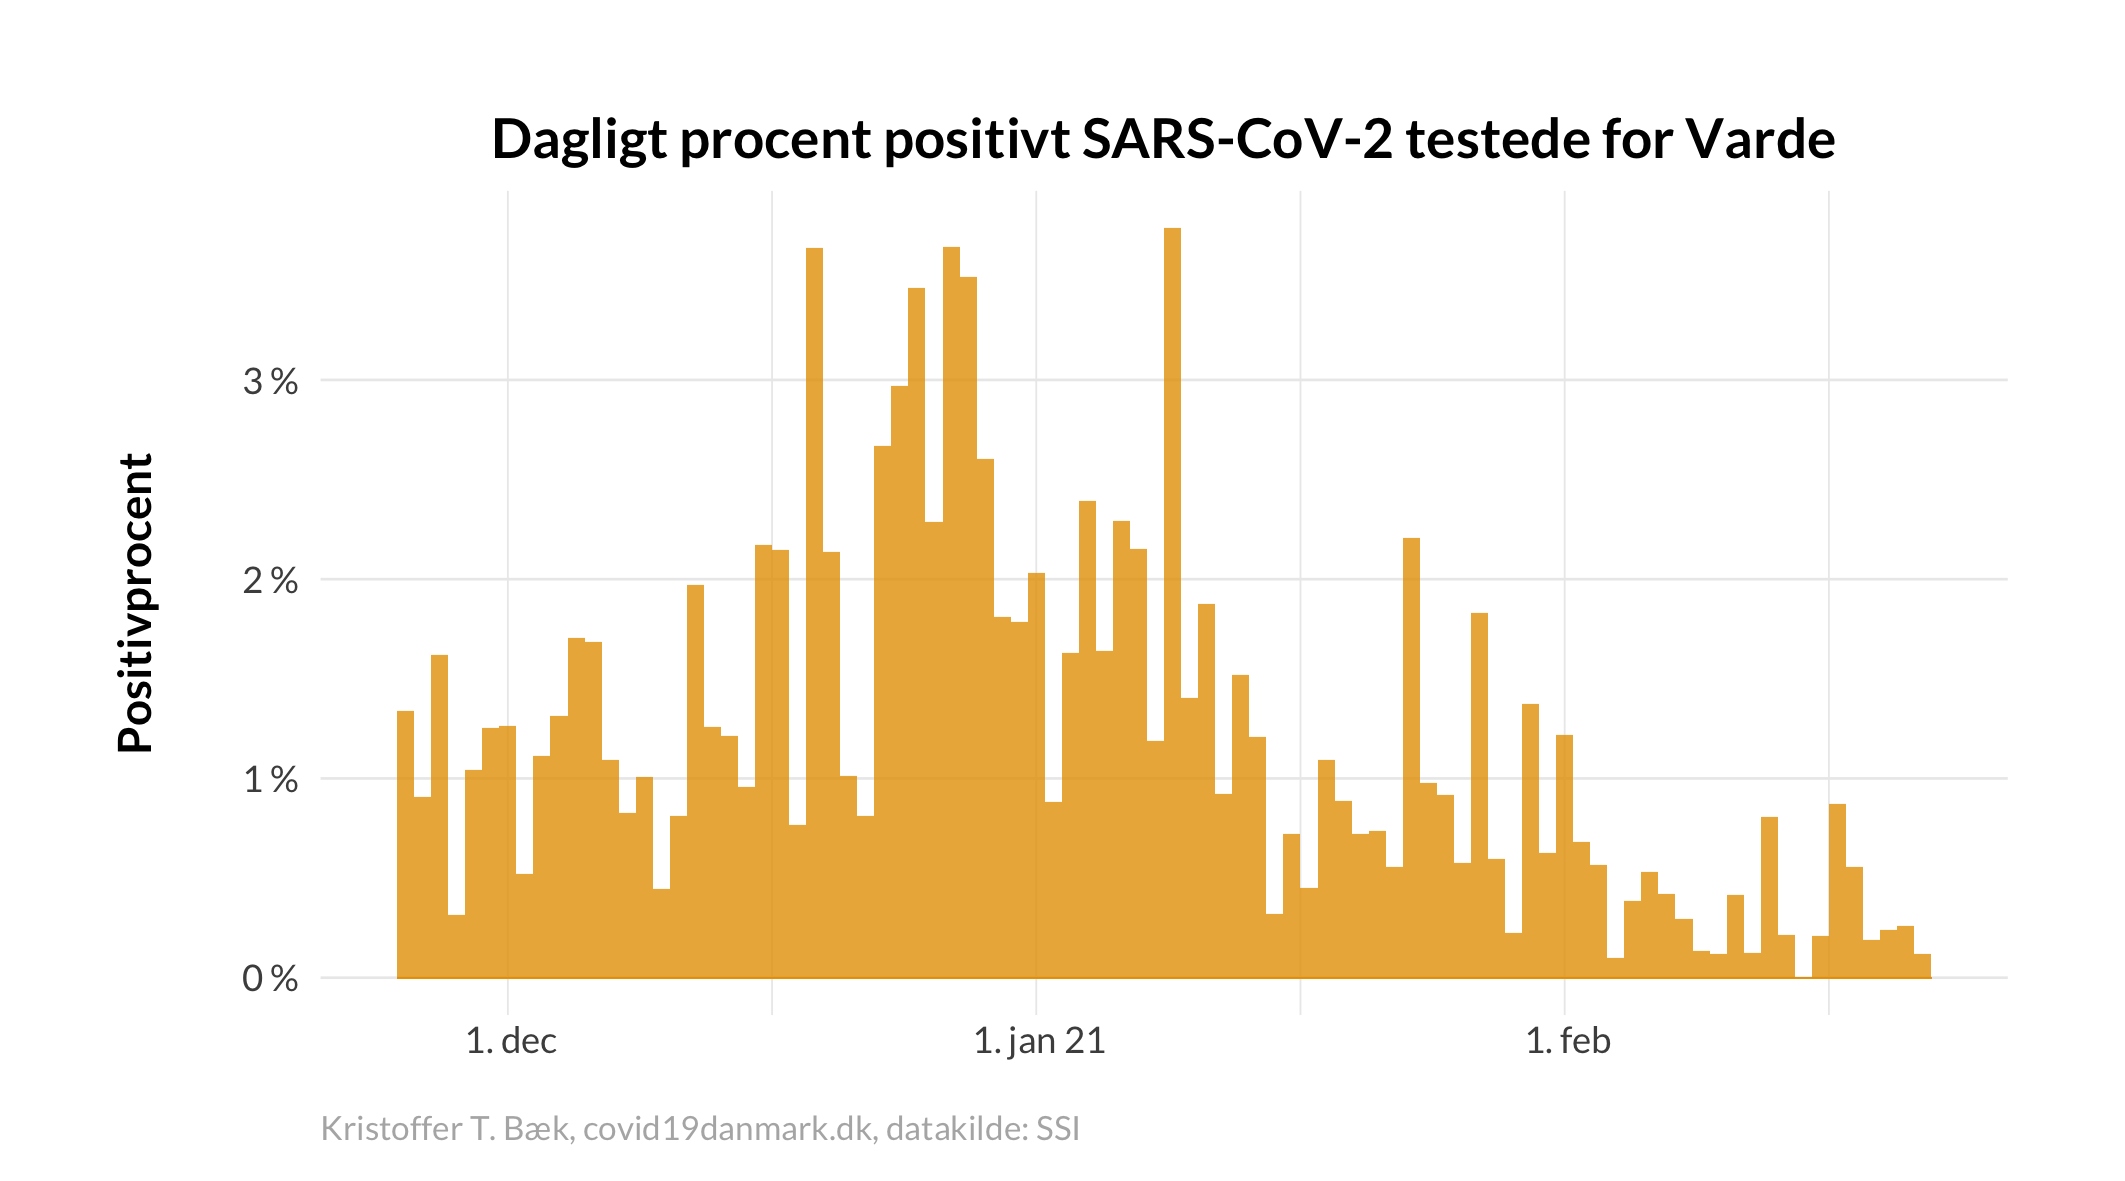 Dagligt procent positivt SARS-CoV-2 testede for Varde
Positivprocent
3 %
2 %
1 %
0 %
1. dec
1. jan 21
1. feb
Kristoffer T. Bæk, covid19danmark.dk, datakilde: SSI